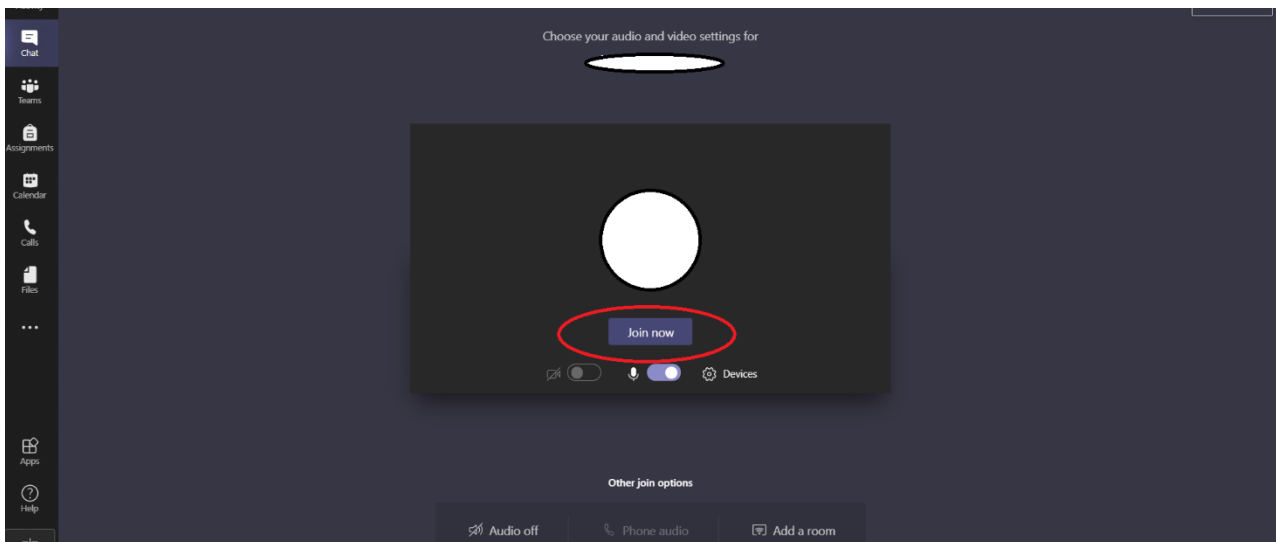 Choose your audio and video settings for
Chat
Teams
Assignments
Calendar
Calls
Files
Join now
Devices
Apps
Help
Other join options
Audio off
Phone audio
Add a room